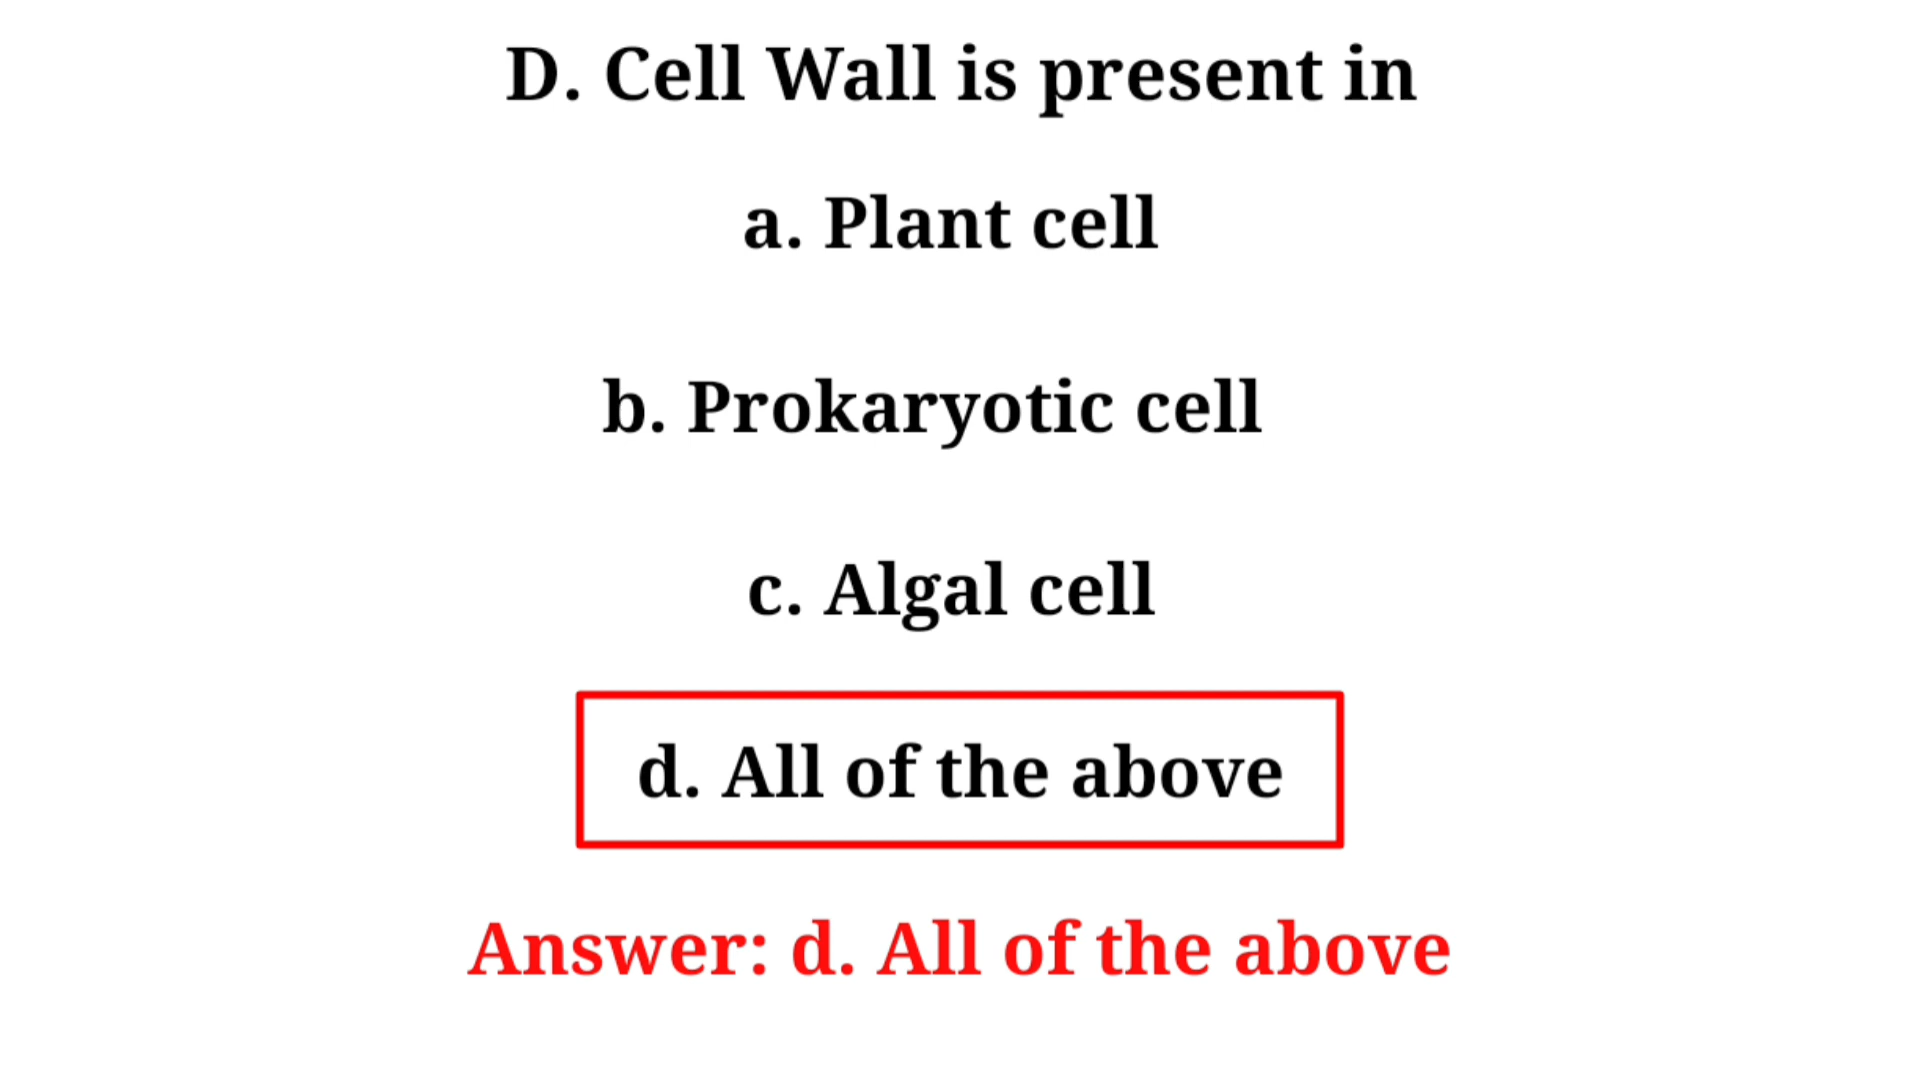 D. Cell Wall is present in
a. Plant cell
b. Prokaryotic cell
c. Algal cell
d. All of the above
Answer: d. All of the above